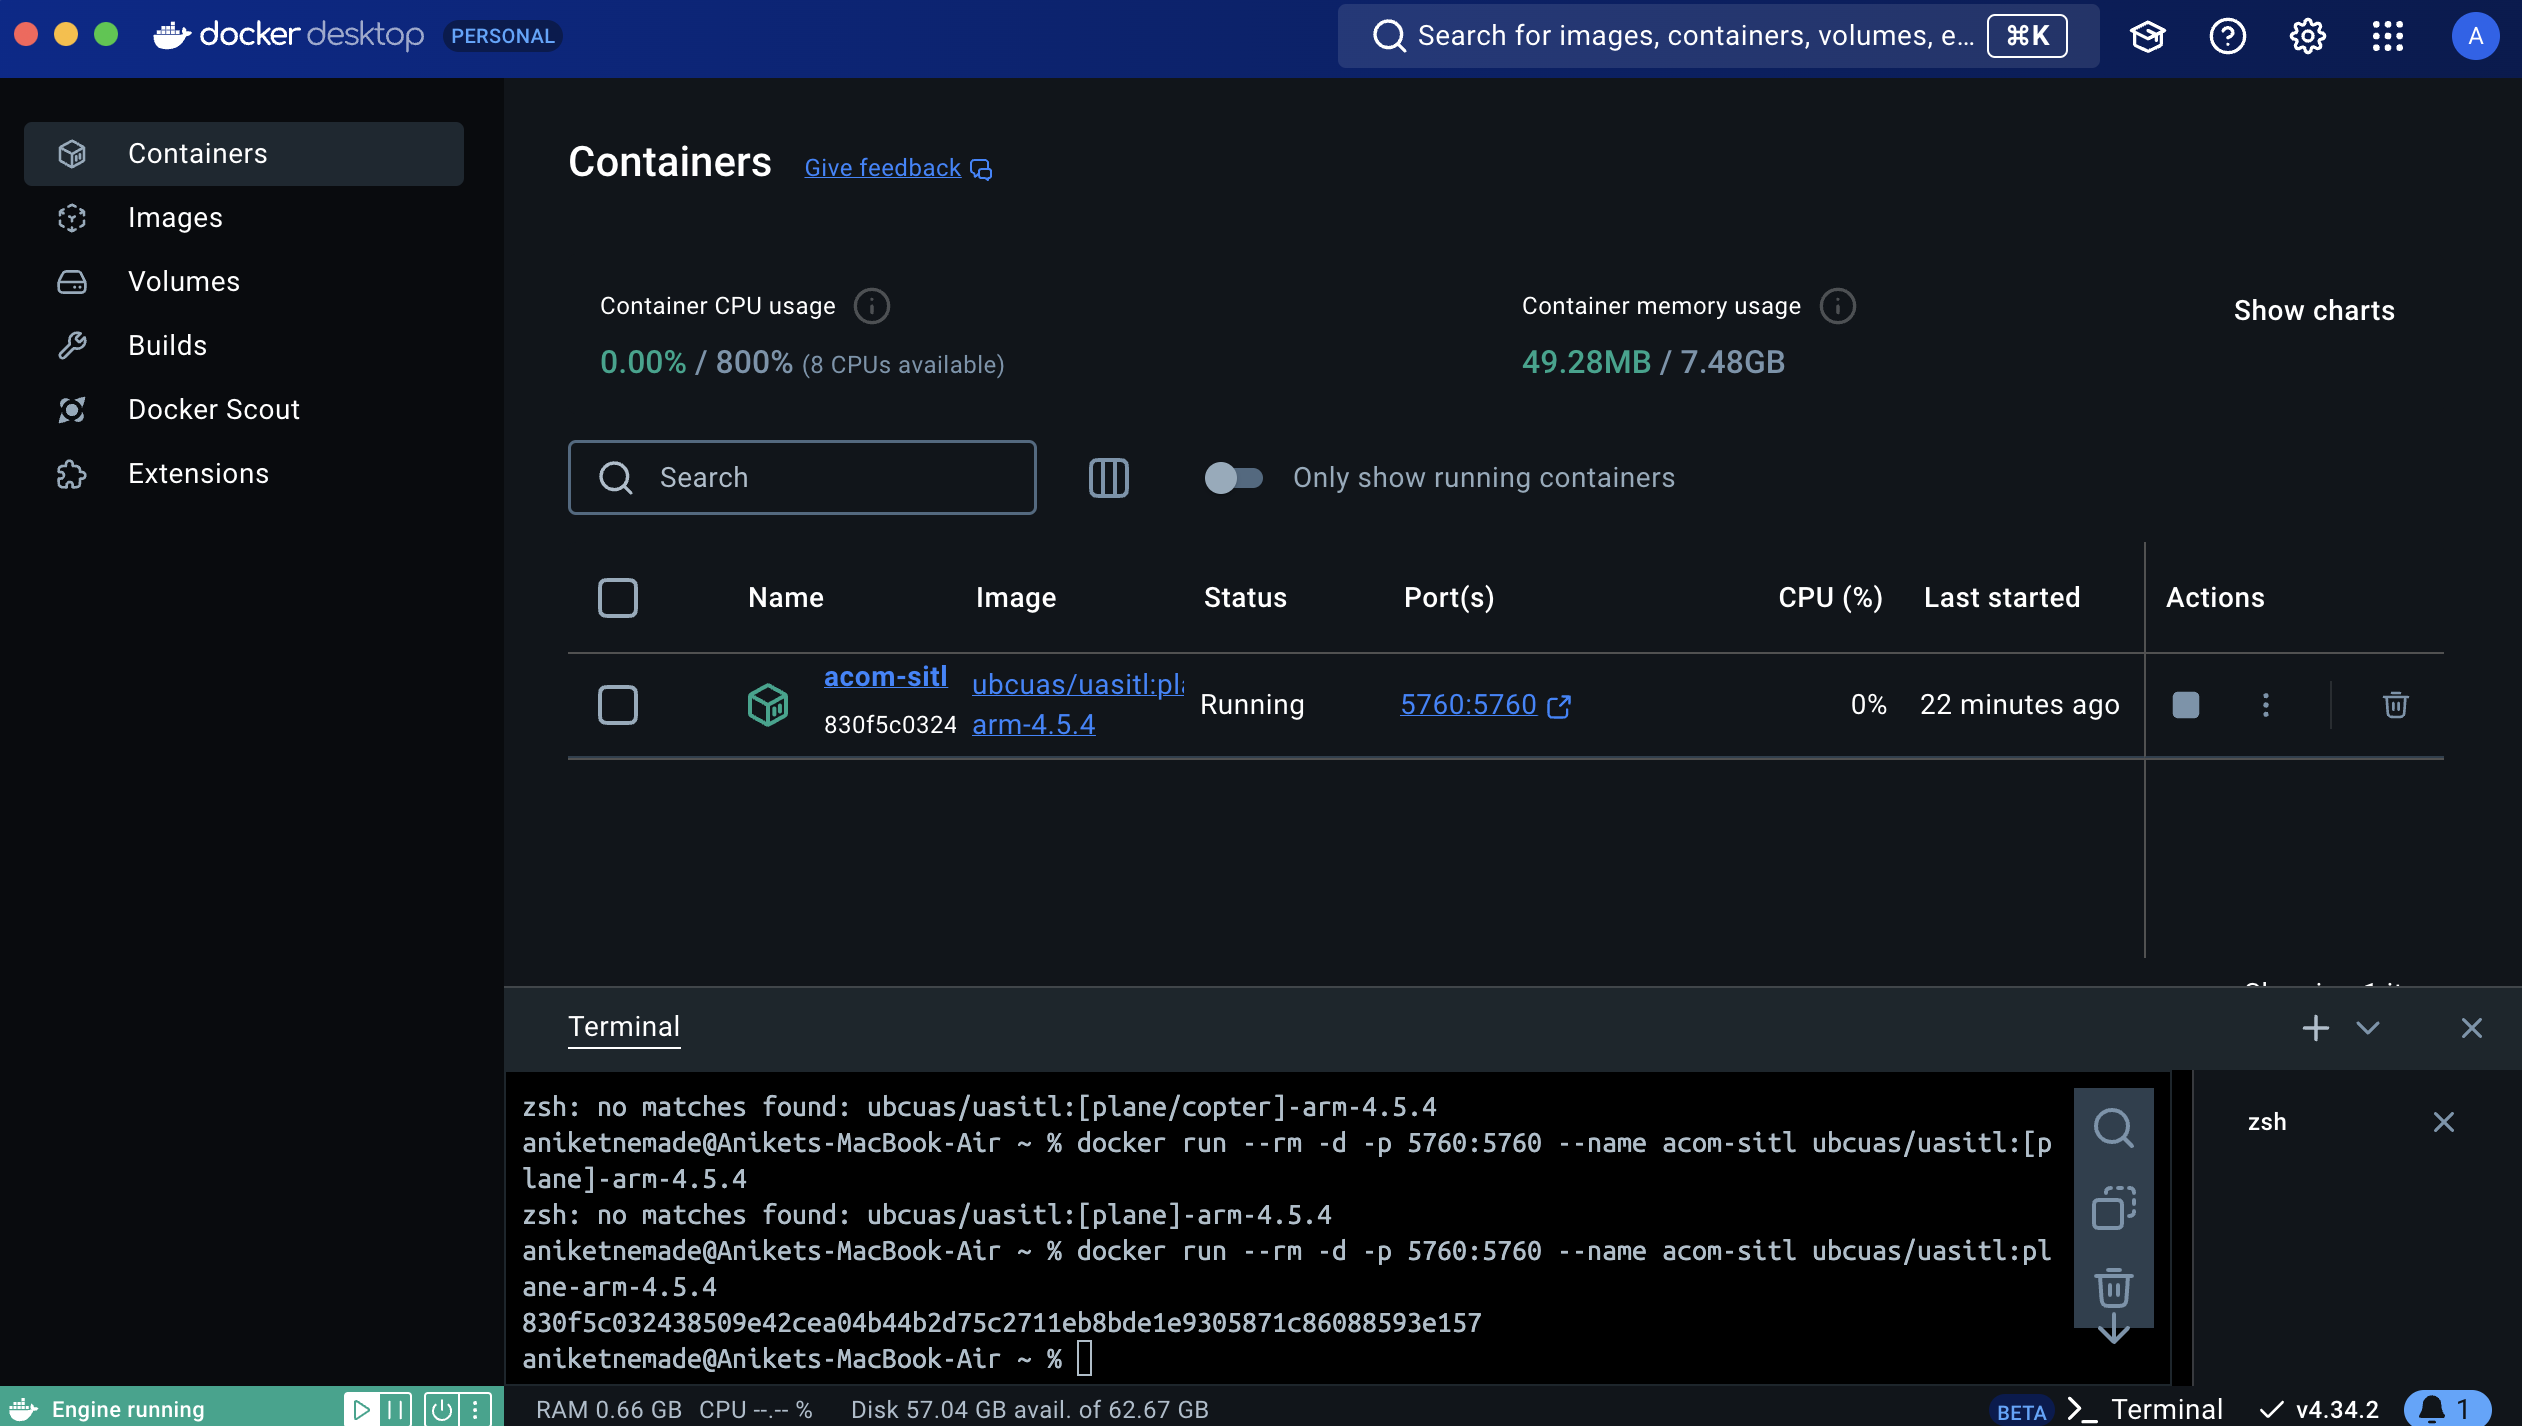 docker desktop PERSONAL
Search for images, containers, volumes, e... ⌘K
A
Containers
Images
Volumes
Builds
Docker Scout
Extensions
Containers Give feedback
Container CPU usage
0.00% / 800% (8 CPUs available)
Container memory usage
49.28MB / 7.48GB
Show charts
Search
Only show running containers
Name Image Status Port(s) CPU (%) Last started Actions
acom-sitl
830f5c0324
ubcuas/uasitl:pla
arm-4.5.4
Running 5760:5760 0% 22 minutes ago
Terminal
zsh: no matches found: ubcuas/uasitl:[plane/copter]-arm-4.5.4
aniketnemade@Anikets-MacBook-Air ~ % docker run --rm -d -p 5760:5760 --name acom-sitl ubcuas/uasitl:[p
lane]-arm-4.5.4
zsh: no matches found: ubcuas/uasitl:[plane]-arm-4.5.4
aniketnemade@Anikets-MacBook-Air ~ % docker run --rm -d -p 5760:5760 --name acom-sitl ubcuas/uasitl:pl
ane-arm-4.5.4
830f5c032438509e42cea04b44b2d75c2711eb8bde1e9305871c86088593e157
aniketnemade@Anikets-MacBook-Air ~ %
zsh
Engine running
RAM 0.66 GB CPU --.-- % Disk 57.04 GB avail. of 62.67 GB
BETA Terminal v4.34.2 1